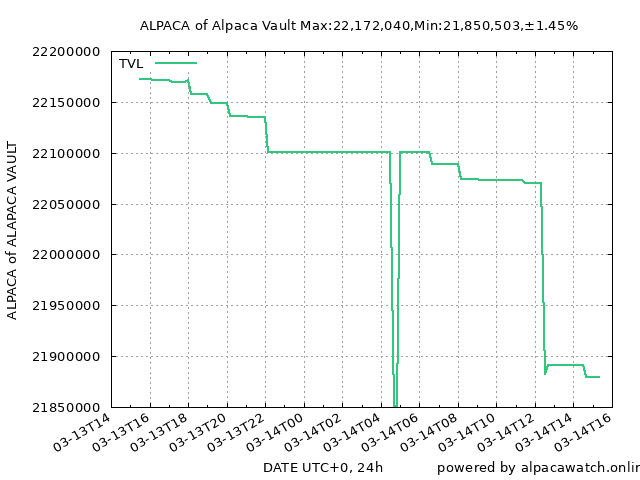 ALPACA of Alpaca Vault Max:22,172,040,Min:21,850,503,±1.45%
TVL
22200000
22150000
22100000
22050000
22000000
21950000
21900000
21850000
ALPACA of ALAPACA VAULT
03-13T14
03-13T16
03-13T18
03-13T20
03-13T22
03-14T00
03-14T02
03-14T04
03-14T06
03-14T08
03-14T10
03-14T12
03-14T14
03-14T16
DATE UTC+0, 24h
powered by alpacawatch.onlin